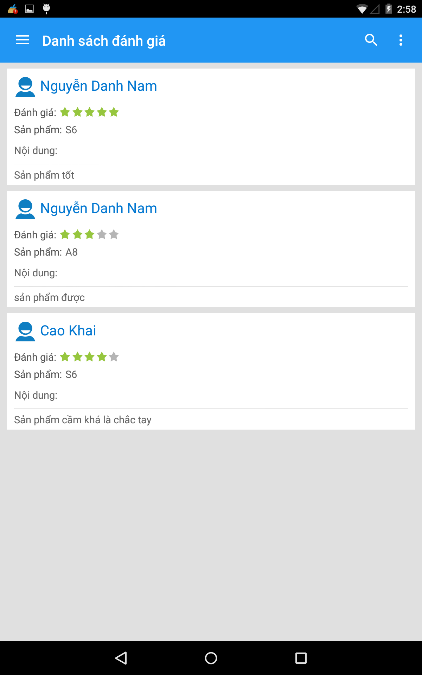 2:58
Danh sách đánh giá
Nguyễn Danh Nam
Đánh giá:
Sản phẩm: S6
Nội dung:
Sản phẩm tốt
Nguyễn Danh Nam
Đánh giá:
Sản phẩm: A8
Nội dung:
sản phẩm được
Cao Khai
Đánh giá:
Sản phẩm: S6
Nội dung:
Sản phẩm cầm khá là chắc tay